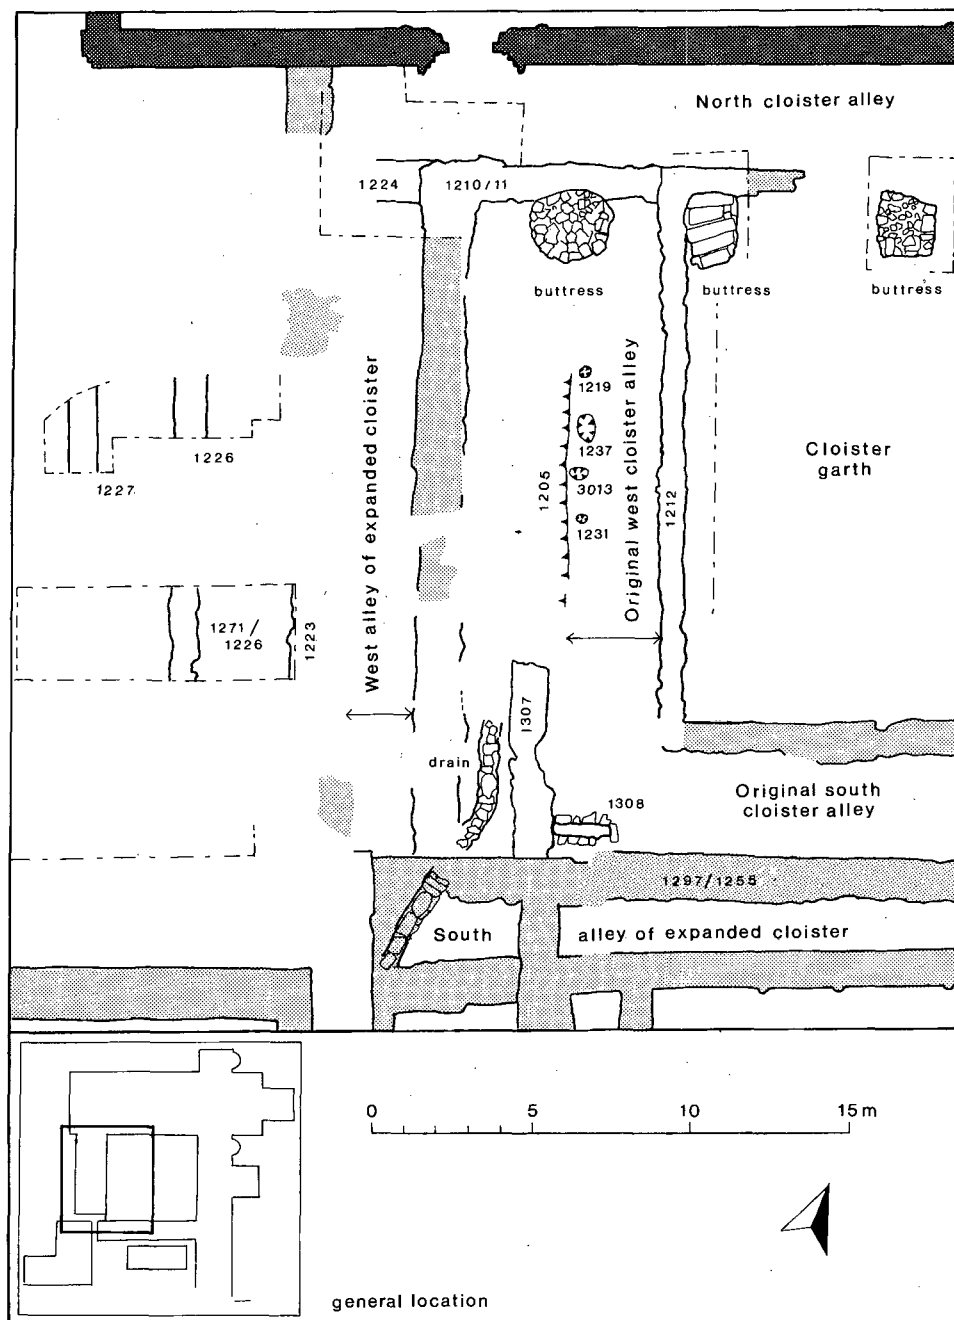 North cloister alley
1224
1210/11
buttress
buttress
buttress
West alley of expanded cloister
Original west cloister alley
1219
1237
3013
1231
1205
1212
Cloister
garth
1226
1227
1271/
1226
1223
1307
drain
1308
Original south
cloister alley
1297/1255
South
alley of expanded cloister
0
5
10
15m
general location